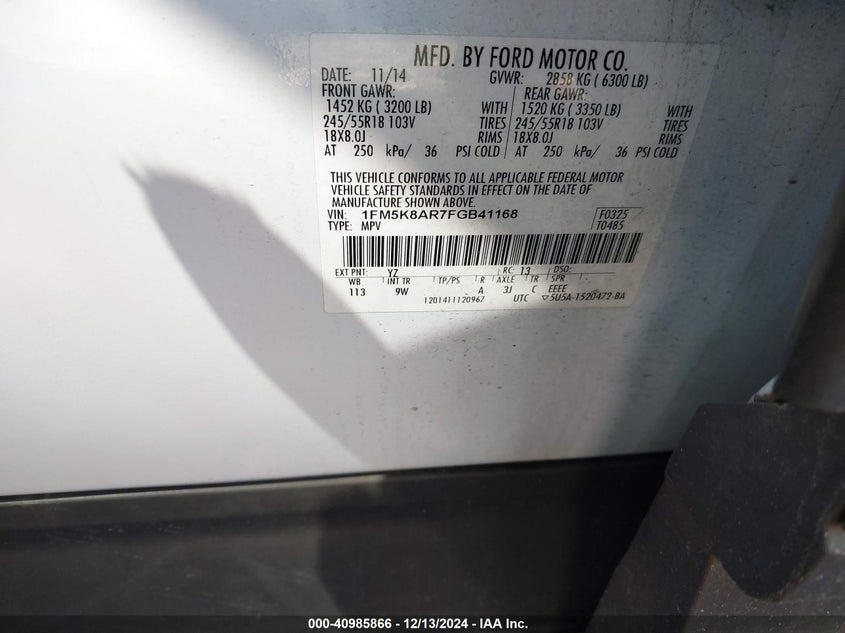 MFD. BY FORD MOTOR CO.
DATE: 11/14 GVWR: 2858 KG ( 6300 LB)
FRONT GAWR: REAR GAWR:
1452 KG ( 3200 LB) WITH 1520 KG ( 3350 LB) WITH
245/55R18 103V TIRES 245/55R18 103V TIRES
18X8.0J RIMS 18X8.0J RIMS
AT 250 kPa/ 36 PSI COLD AT 250 kPa/ 36 PSI COLD
THIS VEHICLE CONFORMS TO ALL APPLICABLE FEDERAL MOTOR
VEHICLE SAFETY STANDARDS IN EFFECT ON THE DATE OF
MANUFACTURE SHOWN ABOVE.
VIN: 1FM5K8AR7FGB41168 F0325
TYPE: MPV T0485
EXT PNT: YZ RC: 13 DSO:
WB INT TR TP/PS R AXLE TR SPR
113 9W A 3J C EEEE
1201411120967 UTC ▽5U5A-1520472-BA
000-40985866 - 12/13/2024 - IAA Inc.